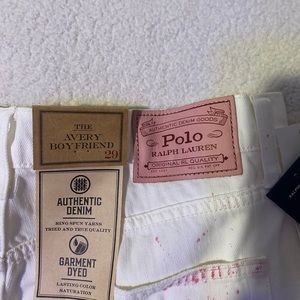 THE
AVERY
BOYFRIEND
29
AUTHENTIC DENIM GOODS
Polo
RALPH LAUREN
ORIGINAL RL QUALITY
AUTHENTIC
DENIM
RING SPUN YARNS
TRIED AND TRUE QUALITY
GARMENT
DYED
LASTING COLOR
SATURATION